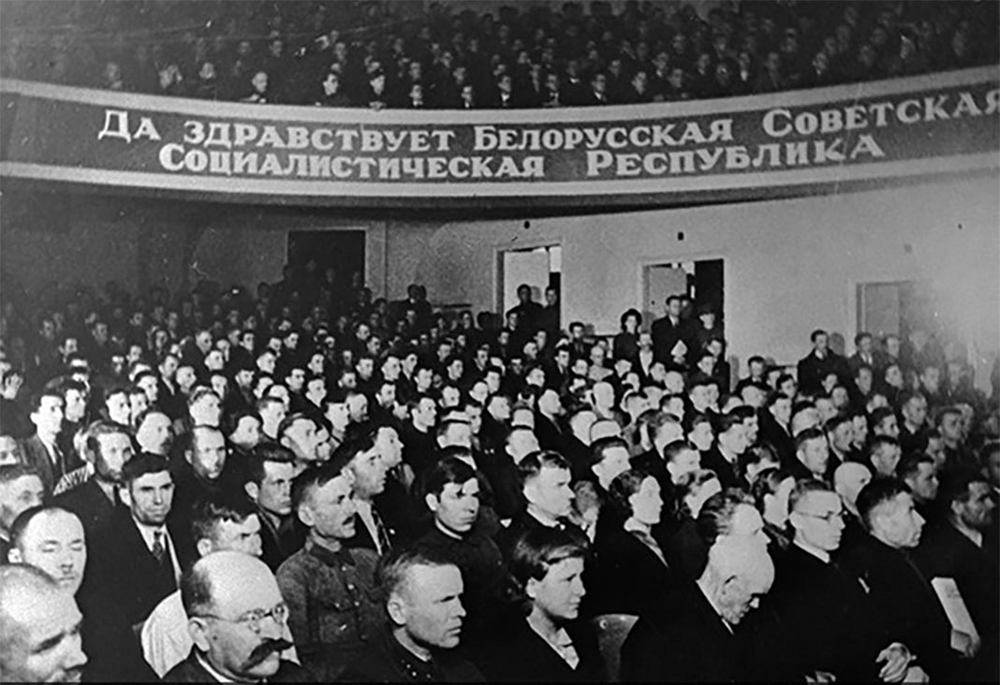 Да здравствует Белорусская Советская
Социалистическая Республика